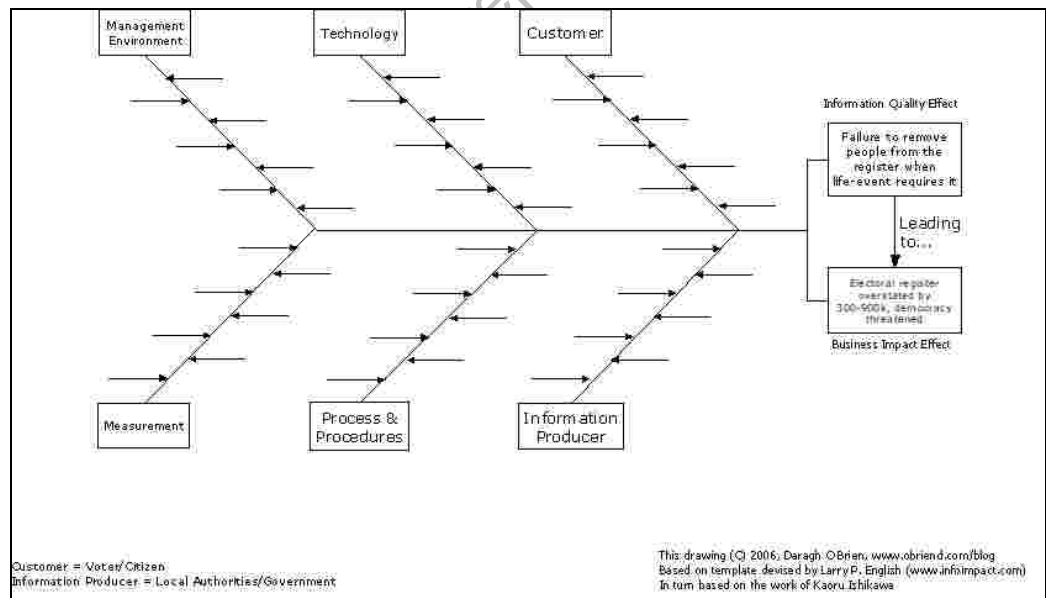 Management
Environment
Technology
Customer
Information Quality Effect
Failure to remove
people from the
register when
life-event requires it
Leading
to...
Electoral register
overstated by
300-900k, democracy
threatened
Business Impact Effect
Measurement
Process &
Procedures
Information
Producer
Customer = Voter/Citizen
Information Producer = Local Authorities/Government
This drawing (C) 2006, Daragh OBrien, www.obriend.com/blog
Based on template devised by Larry P. English (www.infoimpact.com)
In turn based on the work of Kaoru Ishikawa